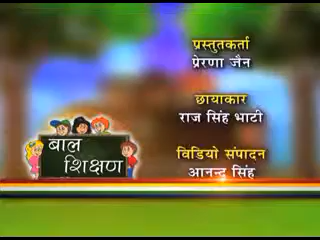 प्रस्तुतकर्ता
प्रेरणा जैन
छायाकार
राज सिंह भाटी
विडियो संपादन
आनन्द सिंह
बाल
शिक्षण